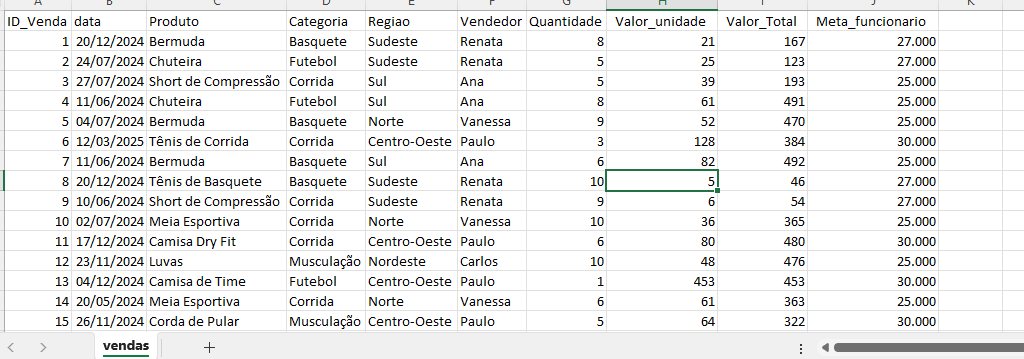 A B C D E F G H I J K
ID_Venda data Produto Categoria Regiao Vendedor Quantidade Valor_unidade Valor_Total Meta_funcionario
1 20/12/2024 Bermuda Basquete Sudeste Renata 8 21 167 27.000
2 24/07/2024 Chuteira Futebol Sudeste Renata 5 25 123 27.000
3 27/07/2024 Short de Compressão Corrida Sul Ana 5 39 193 25.000
4 11/06/2024 Chuteira Futebol Sul Ana 8 61 491 25.000
5 04/07/2024 Bermuda Basquete Norte Vanessa 9 52 470 25.000
6 12/03/2025 Tênis de Corrida Corrida Centro-Oeste Paulo 3 128 384 30.000
7 11/06/2024 Bermuda Basquete Sul Ana 6 82 492 25.000
8 20/12/2024 Tênis de Basquete Basquete Sudeste Renata 10 5 46 27.000
9 10/06/2024 Short de Compressão Corrida Sudeste Renata 9 6 54 27.000
10 02/07/2024 Meia Esportiva Corrida Norte Vanessa 10 36 365 25.000
11 17/12/2024 Camisa Dry Fit Corrida Centro-Oeste Paulo 6 80 480 30.000
12 23/11/2024 Luvas Musculação Nordeste Carlos 10 48 476 25.000
13 04/12/2024 Camisa de Time Futebol Centro-Oeste Paulo 1 453 453 30.000
14 20/05/2024 Meia Esportiva Corrida Norte Vanessa 6 61 363 25.000
15 26/11/2024 Corda de Pular Musculação Centro-Oeste Paulo 5 64 322 30.000
vendas